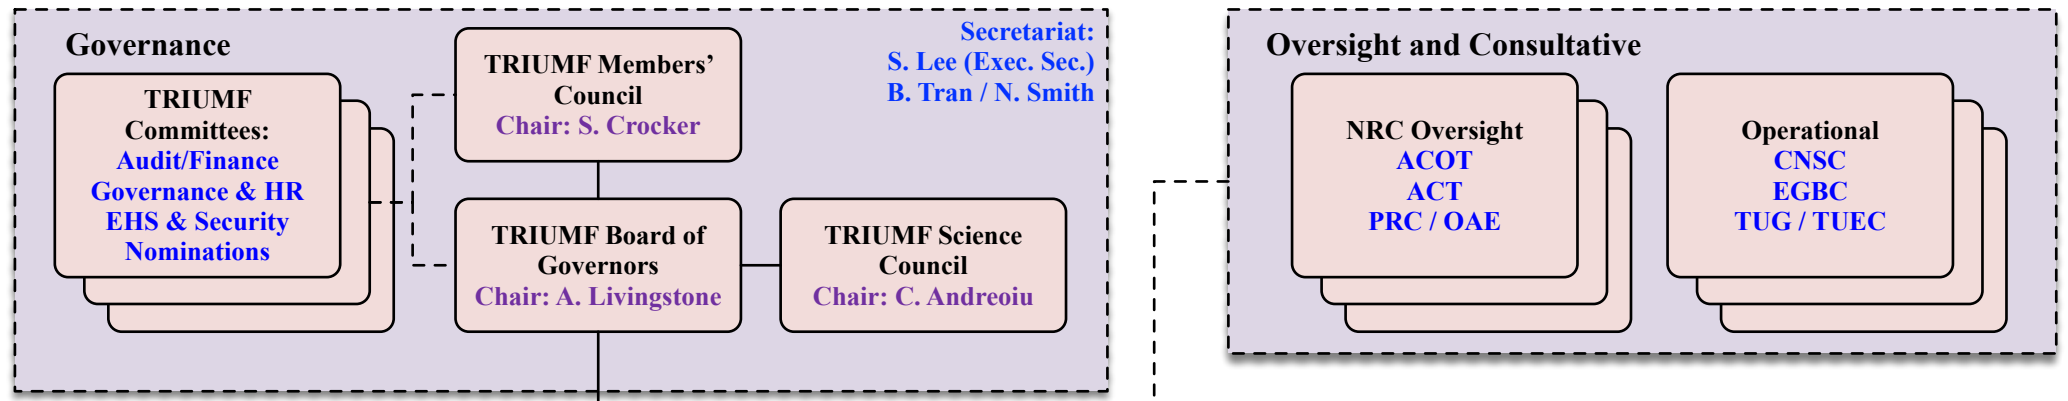 Governance
Secretariat:
S. Lee (Exec. Sec.)
B. Tran / N. Smith
TRIUMF
Committees:
Audit/Finance
Governance & HR
EHS & Security
Nominations
TRIUMF Members’
Council
Chair: S. Crocker
TRIUMF Board of
Governors
Chair: A. Livingstone
TRIUMF Science
Council
Chair: C. Andreoiu
Oversight and Consultative
NRC Oversight
ACOT
ACT
PRC / OAE
Operational
CNSC
EGBC
TUG / TUEC